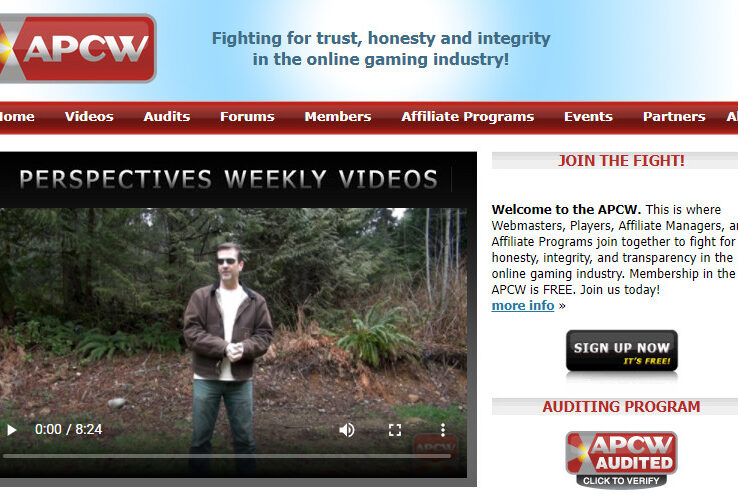 APCW
Fighting for trust, honesty and integrity
in the online gaming industry!
Home Videos Audits Forums Members Affiliate Programs Events Partners
PERSPECTIVES WEEKLY VIDEOS
0:00 / 8:24
APCW
JOIN THE FIGHT!
Welcome to the APCW. This is where
Webmasters, Players, Affiliate Managers, an
Affiliate Programs join together to fight for
honesty, integrity, and transparency in the
online gaming industry. Membership in the
APCW is FREE. Join us today!
more info »
SIGN UP NOW
IT'S FREE!
AUDITING PROGRAM
APCW
AUDITED
CLICK TO VERIFY